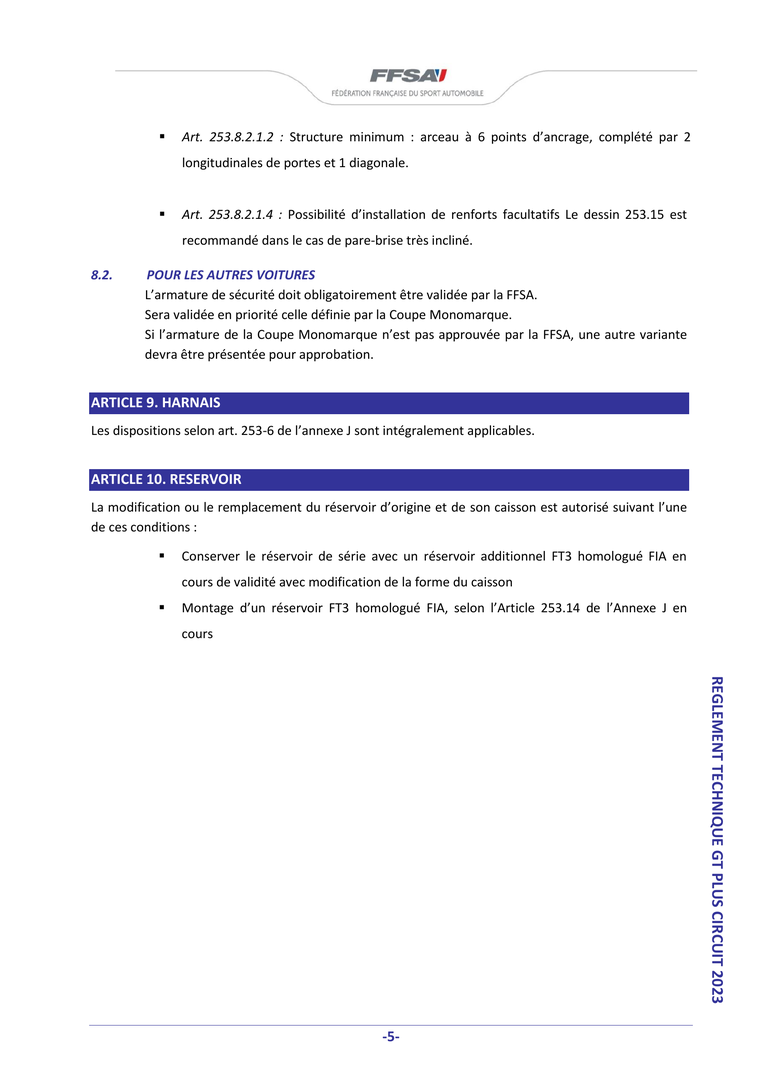 FFSA
FÉDÉRATION FRANÇAISE DU SPORT AUTOMOBILE
▪ Art. 253.8.2.1.2 : Structure minimum : arceau à 6 points d’ancrage, complété par 2
longitudinales de portes et 1 diagonale.
▪ Art. 253.8.2.1.4 : Possibilité d’installation de renforts facultatifs Le dessin 253.15 est
recommandé dans le cas de pare-brise très incliné.
8.2. POUR LES AUTRES VOITURES
L’armature de sécurité doit obligatoirement être validée par la FFSA.
Sera validée en priorité celle définie par la Coupe Monomarque.
Si l’armature de la Coupe Monomarque n’est pas approuvée par la FFSA, une autre variante
devra être présentée pour approbation.
ARTICLE 9. HARNAIS
Les dispositions selon art. 253-6 de l’annexe J sont intégralement applicables.
ARTICLE 10. RESERVOIR
La modification ou le remplacement du réservoir d’origine et de son caisson est autorisé suivant l’une
de ces conditions :
▪ Conserver le réservoir de série avec un réservoir additionnel FT3 homologué FIA en
cours de validité avec modification de la forme du caisson
▪ Montage d’un réservoir FT3 homologué FIA, selon l’Article 253.14 de l’Annexe J en
cours
REGLEMENT TECHNIQUE GT PLUS CIRCUIT 2023
-5-